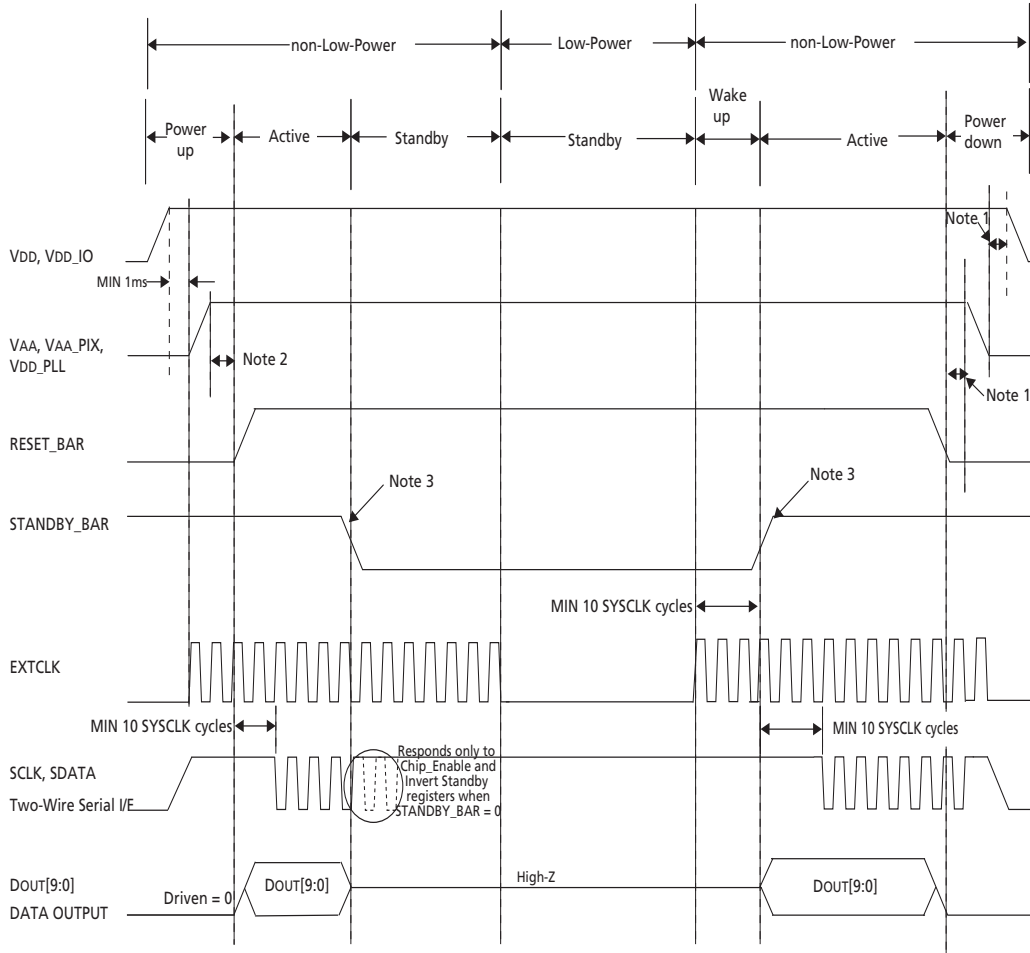 non-Low-Power
Low-Power
non-Low-Power
Power
up
Active
Standby
Standby
Wake
up
Active
Power
down
Note 1
VDD, VDD_IO
MIN 1ms
VAA, VAA_PIX,
VDD_PLL
Note 2
Note 1
RESET_BAR
Note 3
Note 3
STANDBY_BAR
MIN 10 SYSCLK cycles
EXTCLK
MIN 10 SYSCLK cycles
MIN 10 SYSCLK cycles
SCLK, SDATA
Two-Wire Serial I/F
Responds only to
Chip_Enable and
Invert Standby
registers when
STANDBY_BAR = 0
DOUT[9:0]
DATA OUTPUT
Driven = 0
DOUT[9:0]
High-Z
DOUT[9:0]